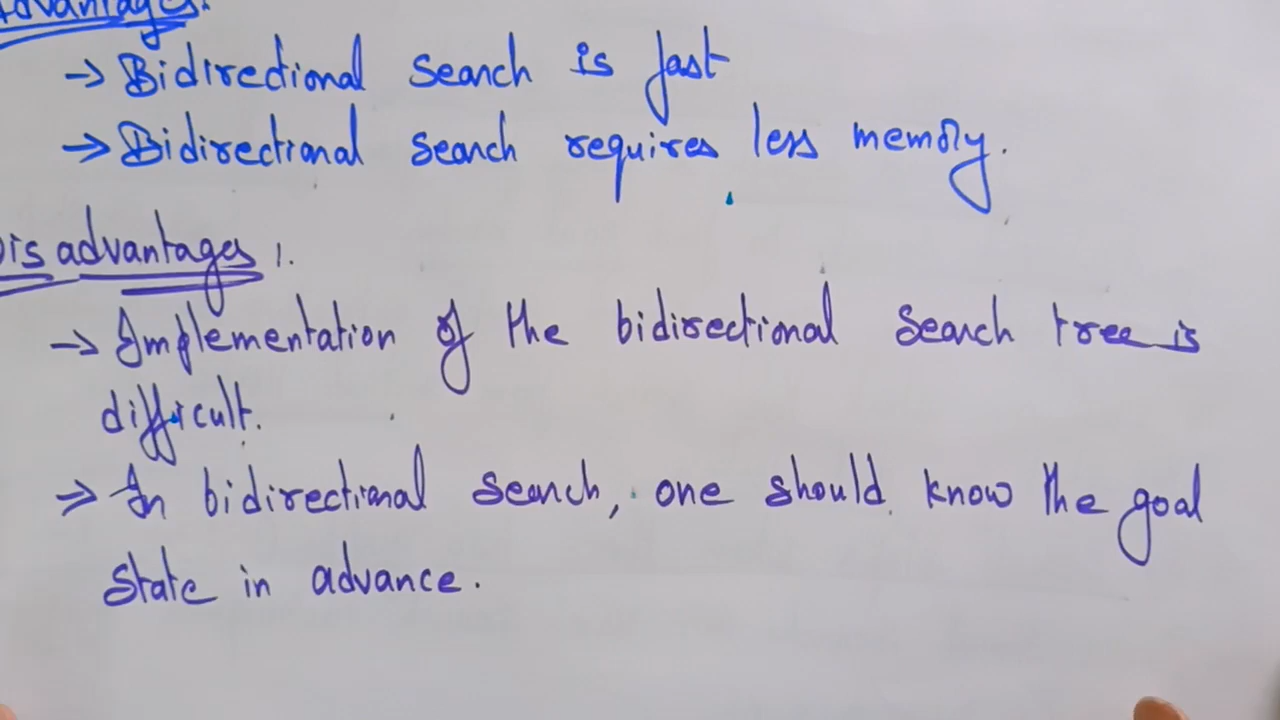 Advantages:
→ Bidirectional search is fast
→ Bidirectional search requires less memory.
Disadvantages:
→ Implementation of the bidirectional search tree is
difficult.
⇒ In bidirectional search, one should know the goal
state in advance.